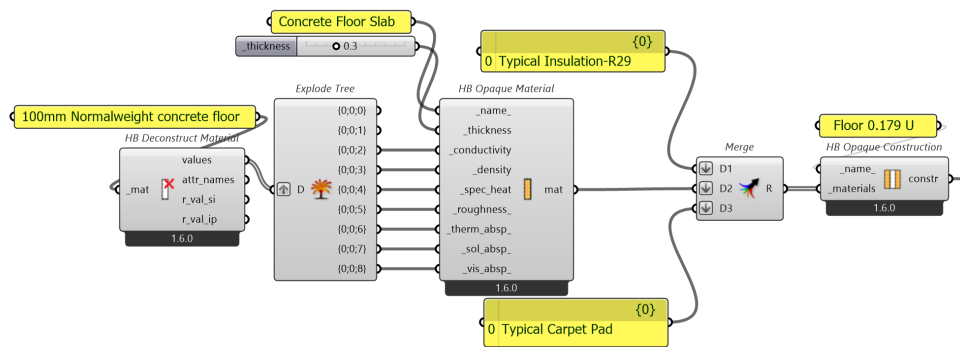 Concrete Floor Slab
_thickness 0.3
{0}
0 Typical Insulation-R29
100mm Normalweight concrete floor
HB Deconstruct Material
_mat
values
attr_names
r_val_si
r_val_ip
1.6.0
Explode Tree
D
{0;0;0}
{0;0;1}
{0;0;2}
{0;0;3}
{0;0;4}
{0;0;5}
{0;0;6}
{0;0;7}
{0;0;8}
HB Opaque Material
_name_
_thickness
_conductivity
_density
_spec_heat
_roughness_
_therm_absp_
_sol_absp_
_vis_absp_
mat
1.6.0
{0}
0 Typical Carpet Pad
Merge
D1
D2
D3
R
Floor 0.179 U
HB Opaque Construction
_name_
_materials
constr
1.6.0